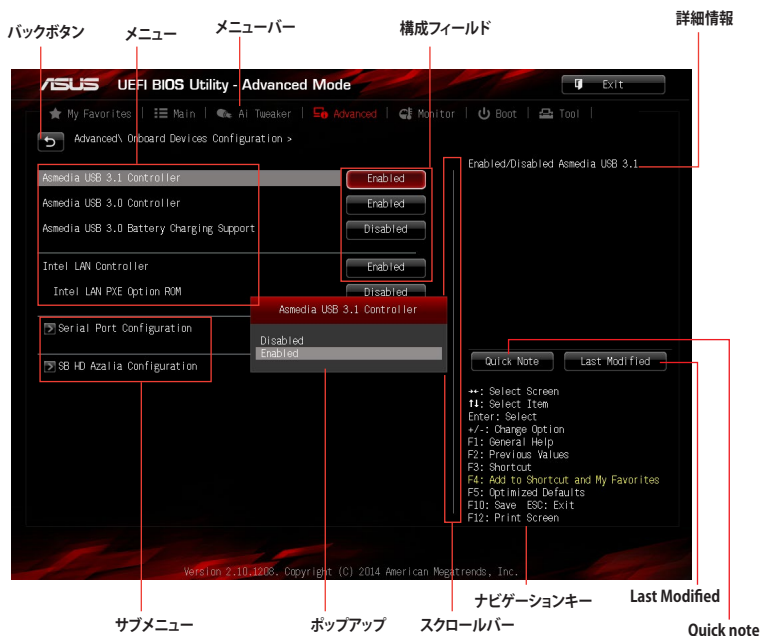 バックボタン
メニュー
メニューバー
構成フィールド
詳細情報
ASUS UEFI BIOS Utility - Advanced Mode
Exit
My Favorites Main Ai Tweaker Advanced Monitor Boot Tool
Advanced\ Onboard Devices Configuration >
Enabled/Disabled Asmedia USB 3.1
Asmedia USB 3.1 Controller Enabled
Asmedia USB 3.0 Controller Enabled
Asmedia USB 3.0 Battery Charging Support Disabled
Intel LAN Controller Enabled
Intel LAN PXE Option ROM Disabled
Serial Port Configuration
SB HD Azalia Configuration
Asmedia USB 3.1 Controller
Disabled
Enabled
Quick Note Last Modified
→←: Select Screen
↑↓: Select Item
Enter: Select
+/-: Change Option
F1: General Help
F2: Previous Values
F3: Shortcut
F4: Add to Shortcut and My Favorites
F5: Optimized Defaults
F10: Save ESC: Exit
F12: Print Screen
Version 2.10.1208. Copyright (C) 2014 American Megatrends, Inc.
サブメニュー
ポップアップ
スクロールバー
ナビゲーションキー
Last Modified
Quick note